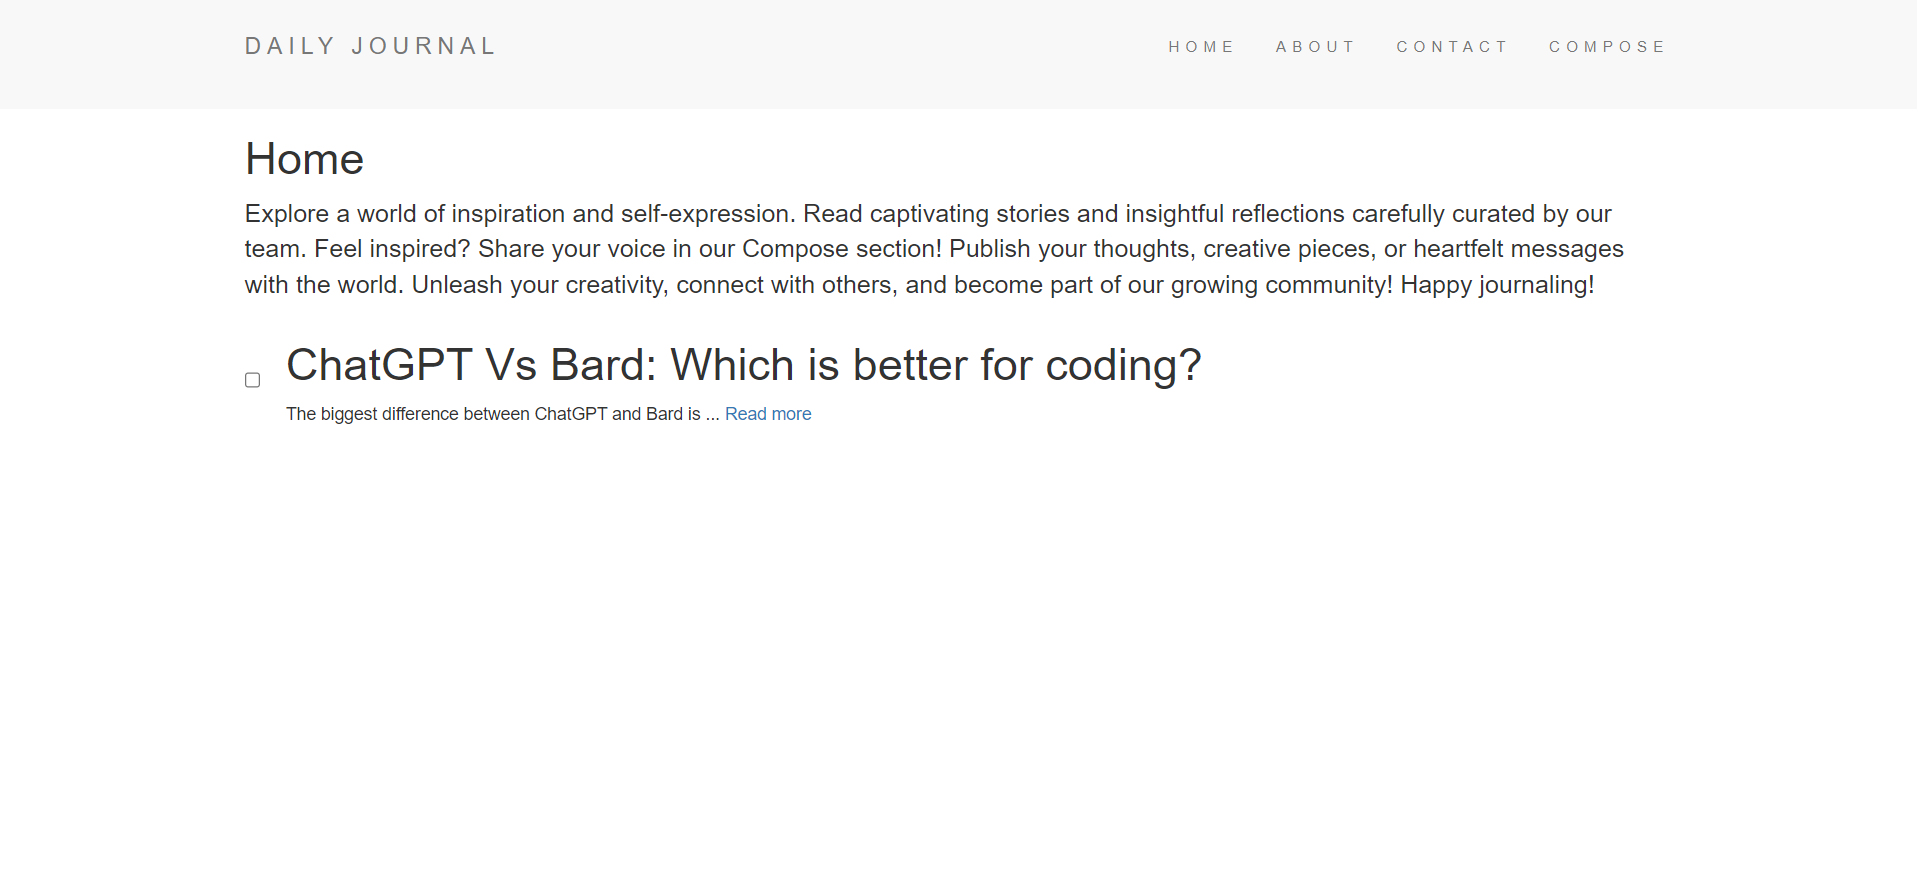 DAILY JOURNAL
HOME ABOUT CONTACT COMPOSE
Home
Explore a world of inspiration and self-expression. Read captivating stories and insightful reflections carefully curated by our
team. Feel inspired? Share your voice in our Compose section! Publish your thoughts, creative pieces, or heartfelt messages
with the world. Unleash your creativity, connect with others, and become part of our growing community! Happy journaling!
ChatGPT Vs Bard: Which is better for coding?
The biggest difference between ChatGPT and Bard is ... Read more